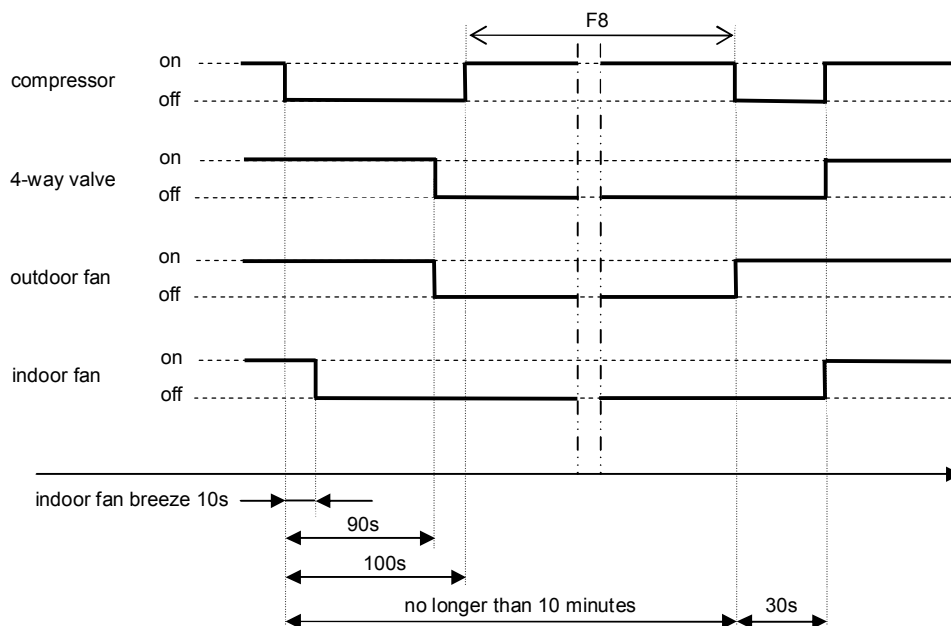 F8
on
compressor
off
on
4-way valve
off
on
outdoor fan
off
on
indoor fan
off
indoor fan breeze 10s
90s
100s
no longer than 10 minutes
30s